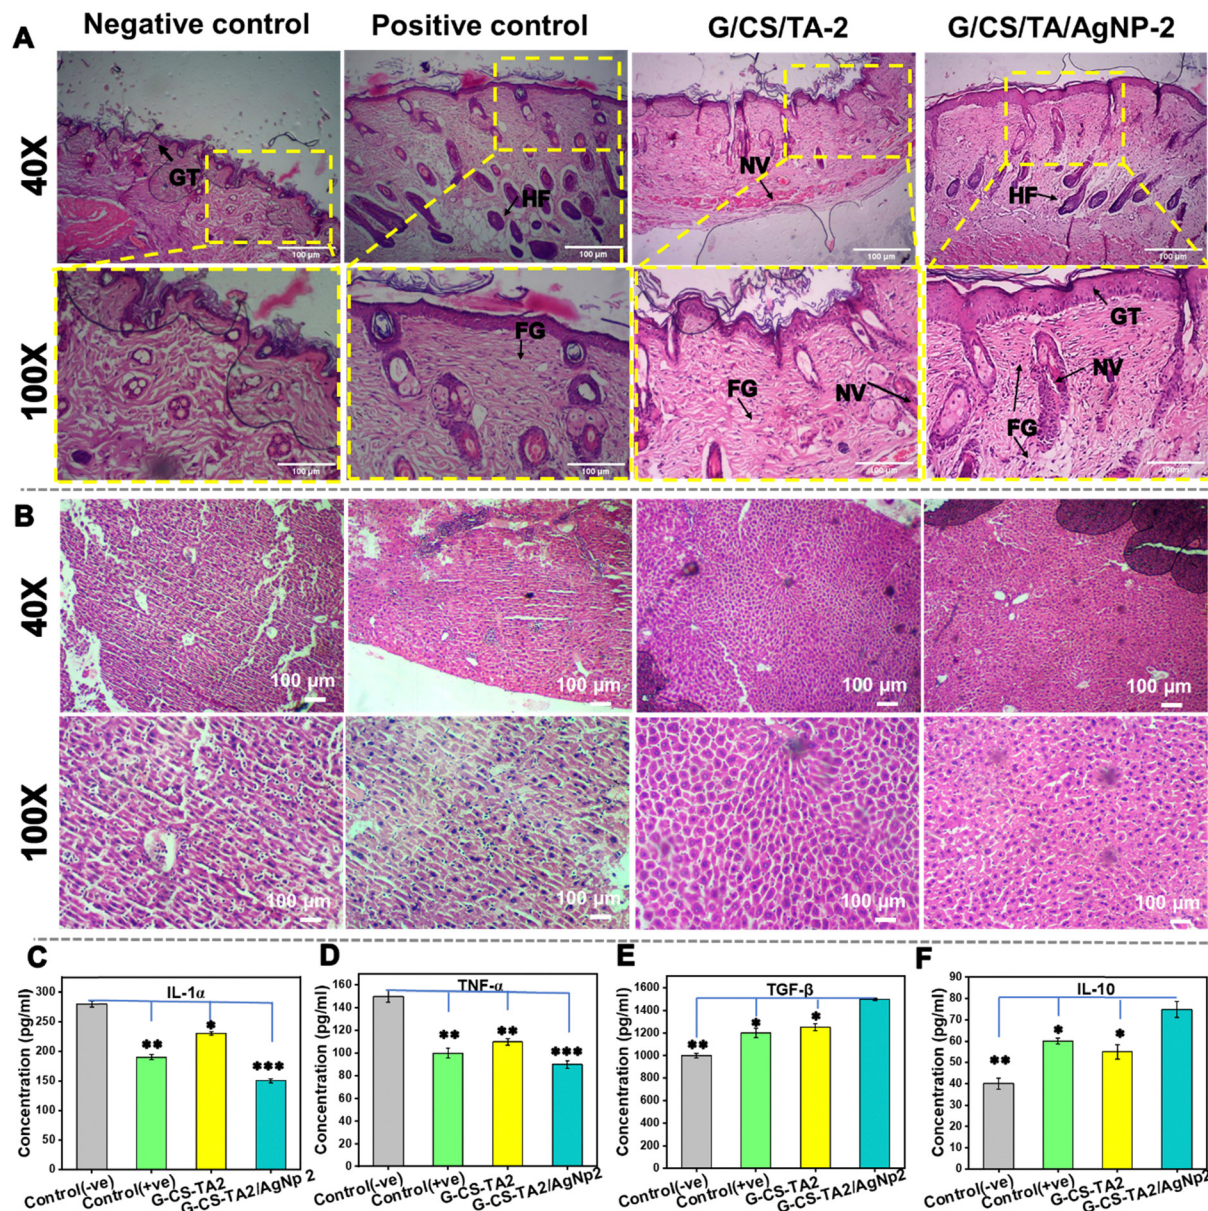 Negative control Positive control G/CS/TA-2 G/CS/TA/AgNP-2
A
40X
GT
100 µm
HF
100 µm
NV
100 µm
HF
100 µm
100X
100 µm
FG
100 µm
FG
NV
100 µm
GT
NV
FG
100 µm
B
40X
100 µm
100 µm
100 µm
100 µm
100X
100 µm
100 µm
100 µm
100 µm
C
IL-1α
Concentration (pg/ml)
300
250
200
150
100
50
0
**
*
***
Control(-ve)
Control(+ve)
G-CS-TA2
G-CS-TA2/AgNp 2
D
TNF-α
Concentration (pg/ml)
160
140
120
100
80
60
40
20
0
**
**
***
Control(-ve)
Control(+ve)
G-CS-TA2
G-CS-TA2/AgNp2
E
TGF-β
Concentration (pg/ml)
1600
1400
1200
1000
800
600
400
200
0
**
*
*
Control(-ve)
Control(+ve)
G-CS-TA2
G-CS-TA2/AgNp2
F
IL-10
Concentration (pg/ml)
90
80
70
60
50
40
30
20
10
0
**
*
*
Control(-ve)
Control(+ve)
G-CS-TA2
G-CS-TA2/AgNp2